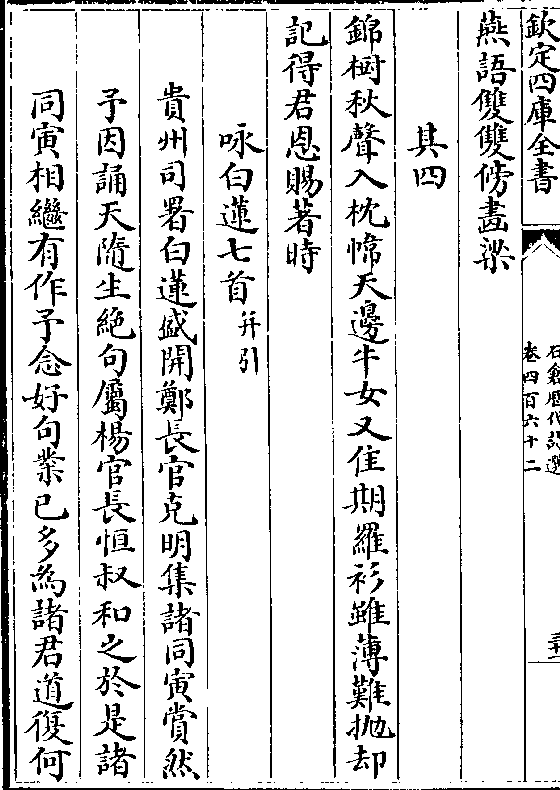 欽定四庫全書
石倉歷代詩選
卷四百六十二
燕語雙雙傍畫梁
其四
錦樹秋聲入枕幃天邊牛女又佳期羅衫雖薄難抛却
記得君恩賜著時
咏白蓮七首并引
貴州司署白蓮盛開鄭長官克明集諸同寅賞然
予因誦天隨生絶句屬楊官長恒叔和之於是諸
同寅相繼有作予念好句業已多為諸君道復何